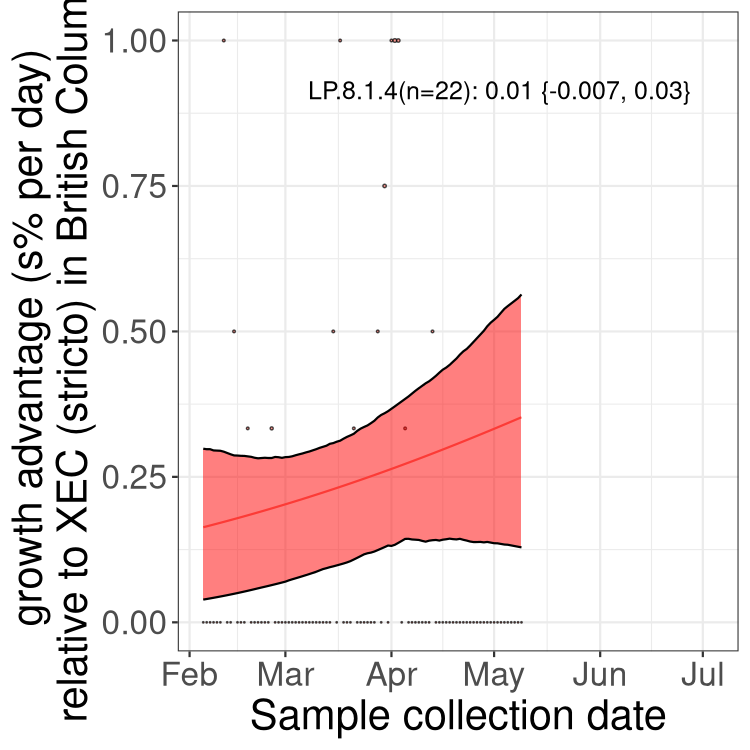 growth advantage (s% per day)
relative to XEC (stricto) in British Colum
1.00
0.75
0.50
0.25
0.00
LP.8.1.4(n=22): 0.01 {-0.007, 0.03}
Feb Mar Apr May Jun Jul
Sample collection date